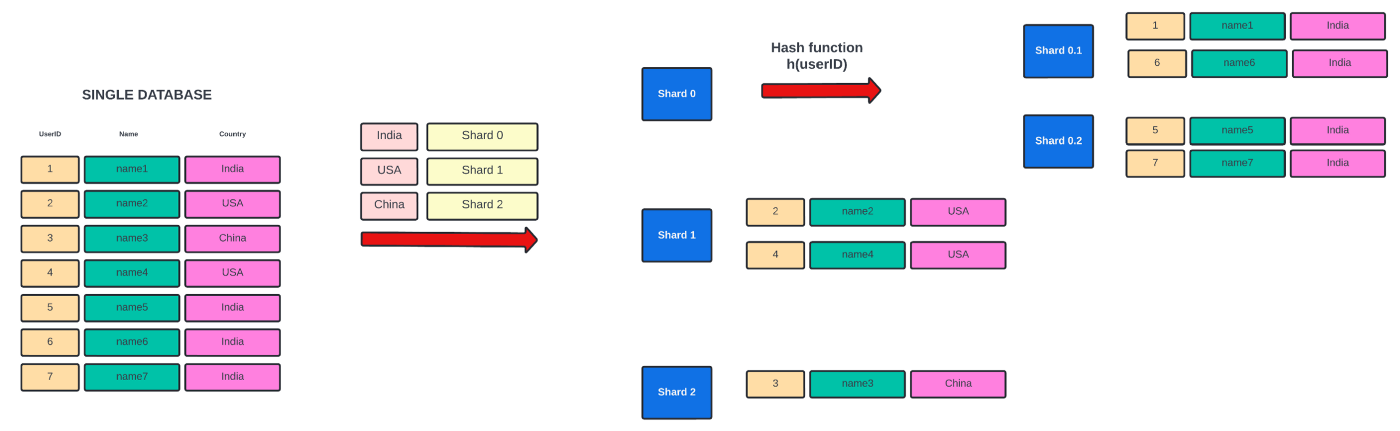 SINGLE DATABASE
UserID Name Country
1 name1 India
2 name2 USA
3 name3 China
4 name4 USA
5 name5 India
6 name6 India
7 name7 India
India Shard 0
USA Shard 1
China Shard 2
Shard 0
Hash function
h(userID)
Shard 0.1
1 name1 India
6 name6 India
Shard 0.2
5 name5 India
7 name7 India
Shard 1
2 name2 USA
4 name4 USA
Shard 2
3 name3 China